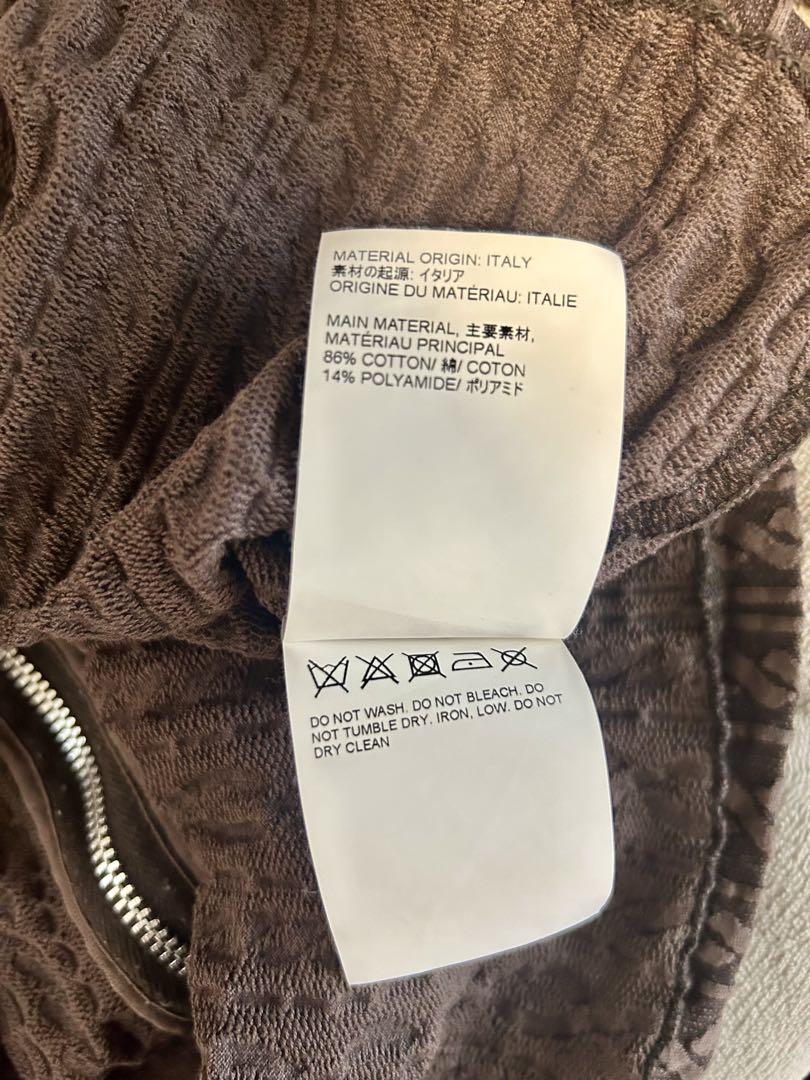 MATERIAL ORIGIN: ITALY
素材の起源: イタリア
ORIGINE DU MATÉRIAU: ITALIE
MAIN MATERIAL, 主要素材,
MATÉRIAU PRINCIPAL
86% COTTON/ 綿/ COTON
14% POLYAMIDE/ ポリアミド
DO NOT WASH. DO NOT BLEACH. DO
NOT TUMBLE DRY. IRON, LOW. DO NOT
DRY CLEAN